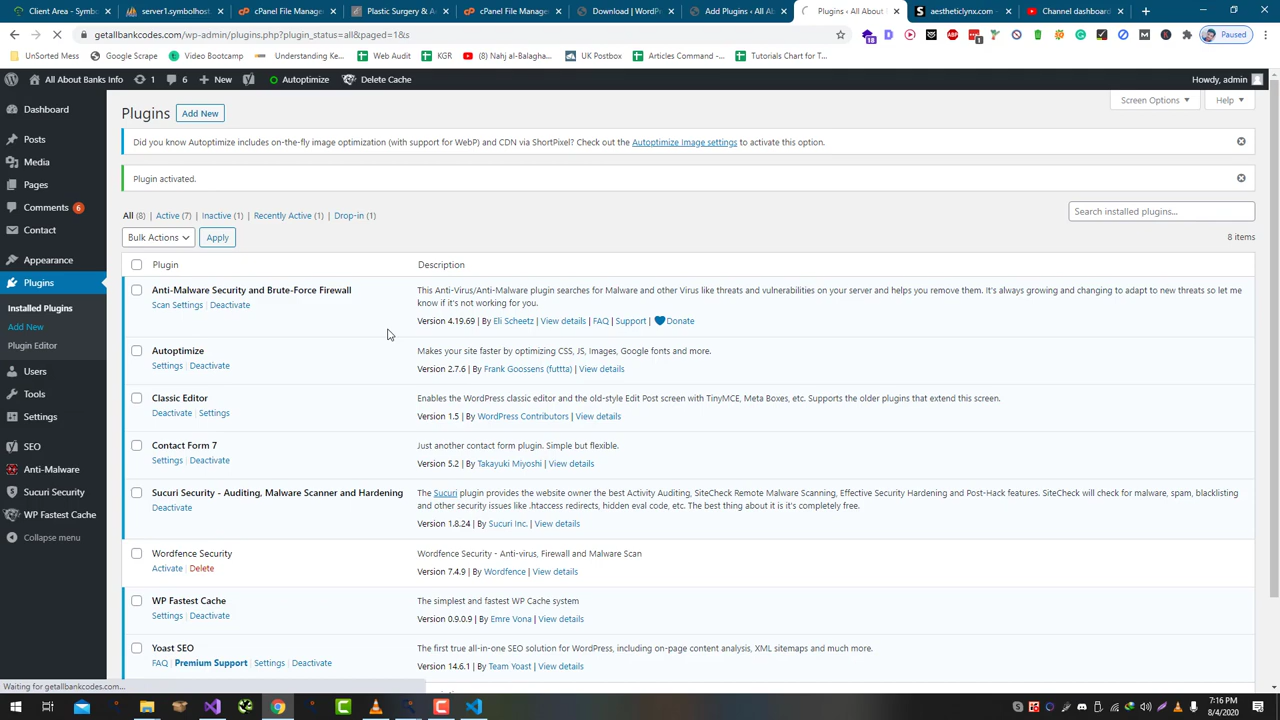 Client Area - Symbo
server1.symbolhost
cPanel File Manage
Plastic Surgery & A
cPanel File Manage
Download | WordPr
Add Plugins ‹ All Ab
Plugins ‹ All About
aestheticlynx.com
Channel dashboard
getallbankcodes.com/wp-admin/plugins.php?plugin_status=all&paged=1&s
Paused
UnSorted Mess
Google Scrape
Video Bootcamp
Understanding Ke...
Web Audit
KGR
(8) Nahj al-Balagha...
UK Postbox
Articles Command -...
Tutorials Chart for T...
All About Banks Info
1
6
New
Autoptimize
Delete Cache
Howdy, admin
Dashboard
Posts
Media
Pages
Comments 6
Contact
Appearance
Plugins
Installed Plugins
Add New
Plugin Editor
Users
Tools
Settings
SEO
Anti-Malware
Sucuri Security
WP Fastest Cache
Collapse menu
Screen Options
Help
Plugins Add New
Did you know Autoptimize includes on-the-fly image optimization (with support for WebP) and CDN via ShortPixel? Check out the Autoptimize Image settings to activate this option.
Plugin activated.
All (8) | Active (7) | Inactive (1) | Recently Active (1) | Drop-in (1)
Search installed plugins...
Bulk Actions
Apply
8 items
Plugin
Description
Anti-Malware Security and Brute-Force Firewall
Scan Settings | Deactivate
This Anti-Virus/Anti-Malware plugin searches for Malware and other Virus like threats and vulnerabilities on your server and helps you remove them. It's always growing and changing to adapt to new threats so let me
know if it's not working for you.
Version 4.19.69 | By Eli Scheetz | View details | FAQ | Support | Donate
Autoptimize
Settings | Deactivate
Makes your site faster by optimizing CSS, JS, Images, Google fonts and more.
Version 2.7.6 | By Frank Goossens (futtta) | View details
Classic Editor
Deactivate | Settings
Enables the WordPress classic editor and the old-style Edit Post screen with TinyMCE, Meta Boxes, etc. Supports the older plugins that extend this screen.
Version 1.5 | By WordPress Contributors | View details
Contact Form 7
Settings | Deactivate
Just another contact form plugin. Simple but flexible.
Version 5.2 | By Takayuki Miyoshi | View details
Sucuri Security - Auditing, Malware Scanner and Hardening
Deactivate
The Sucuri plugin provides the website owner the best Activity Auditing, SiteCheck Remote Malware Scanning, Effective Security Hardening and Post-Hack features. SiteCheck will check for malware, spam, blacklisting
and other security issues like .htaccess redirects, hidden eval code, etc. The best thing about it is it's completely free.
Version 1.8.24 | By Sucuri Inc. | View details
Wordfence Security
Activate | Delete
Wordfence Security - Anti-virus, Firewall and Malware Scan
Version 7.4.9 | By Wordfence | View details
WP Fastest Cache
Settings | Deactivate
The simplest and fastest WP Cache system
Version 0.9.0.9 | By Emre Vona | View details
Yoast SEO
FAQ | Premium Support | Settings | Deactivate
The first true all-in-one SEO solution for WordPress, including on-page content analysis, XML sitemaps and much more.
Version 14.6.1 | By Team Yoast | View details
Waiting for getallbankcodes.com...
7:16 PM
8/4/2020